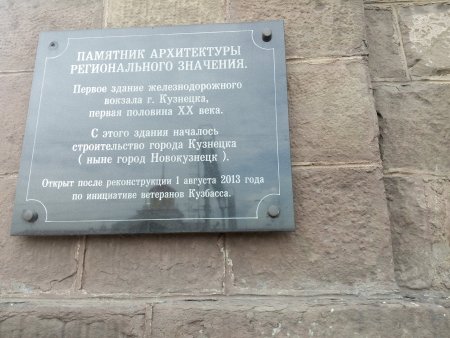 ПАМЯТНИК АРХИТЕКТУРЫ
РЕГИОНАЛЬНОГО ЗНАЧЕНИЯ.
Первое здание железнодорожного
вокзала г. Кузнецка,
первая половина XX века.
С этого здания началось
строительство города Кузнецка
( ныне город Новокузнецк ).
Открыт после реконструкции 1 августа 2013 года
по инициативе ветеранов Кузбасса.